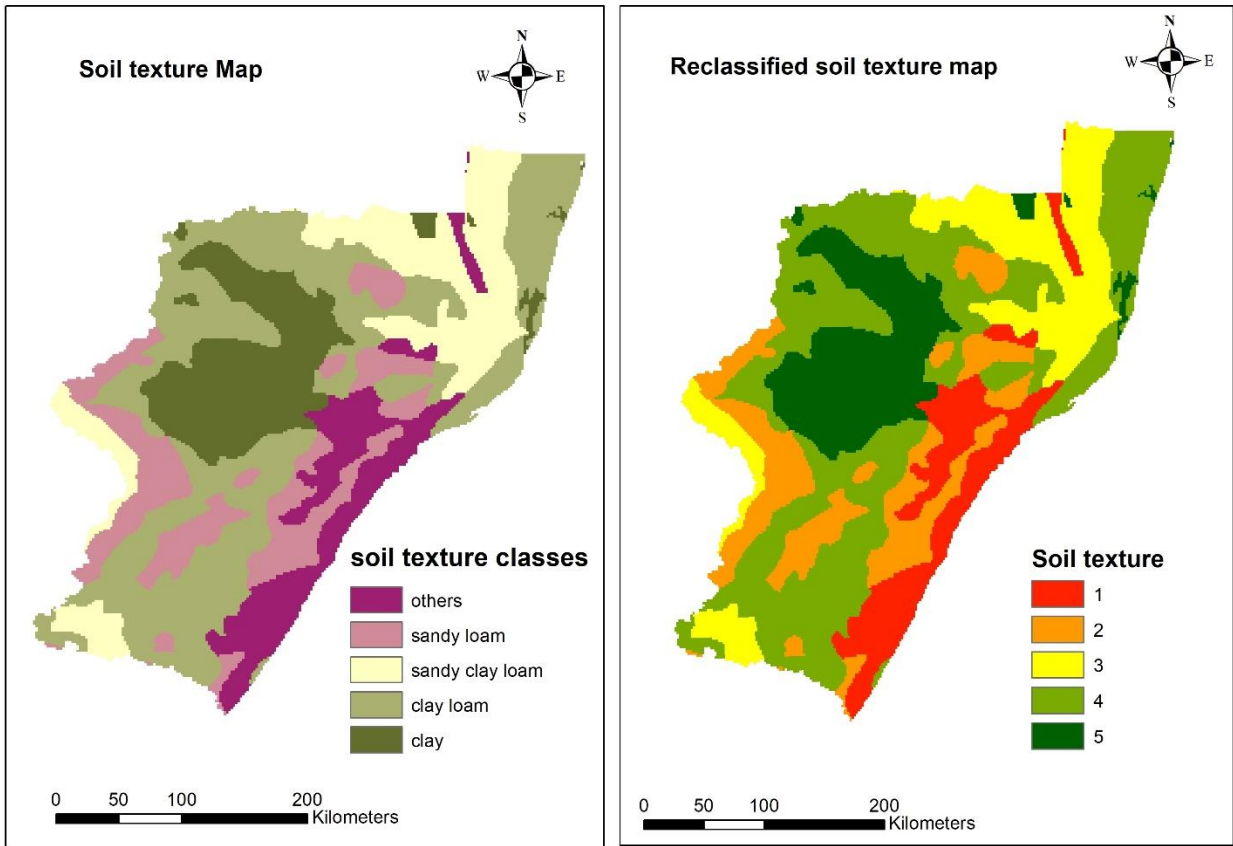 Soil texture Map
N
W
E
S
soil texture classes
others
sandy loam
sandy clay loam
clay loam
clay
0 50 100 200
Kilometers
Reclassified soil texture map
N
W
E
S
Soil texture
1
2
3
4
5
0 50 100 200
Kilometers